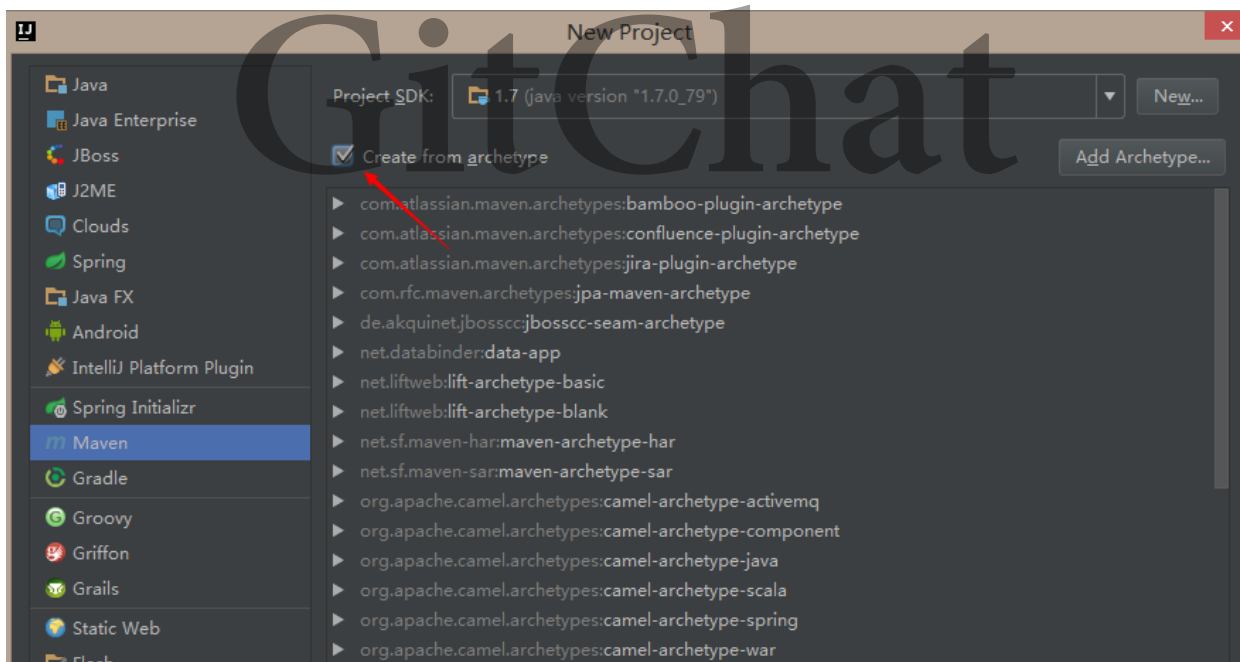 New Project
GitChat
Java
Java Enterprise
JBoss
J2ME
Clouds
Spring
Java FX
Android
IntelliJ Platform Plugin
Spring Initializr
Maven
Gradle
Groovy
Griffon
Grails
Static Web
Flash
Project SDK: 1.7 (java version "1.7.0_79") New...
Create from archetype Add Archetype...
com.atlassian.maven.archetypes:bamboo-plugin-archetype
com.atlassian.maven.archetypes:confluence-plugin-archetype
com.atlassian.maven.archetypes:jira-plugin-archetype
com.rfc.maven.archetypes:jpa-maven-archetype
de.akquinet.jbosscc:jbosscc-seam-archetype
net.databinder:data-app
net.liftweb:lift-archetype-basic
net.liftweb:lift-archetype-blank
net.sf.maven-har:maven-archetype-har
net.sf.maven-sar:maven-archetype-sar
org.apache.camel.archetypes:camel-archetype-activemq
org.apache.camel.archetypes:camel-archetype-component
org.apache.camel.archetypes:camel-archetype-java
org.apache.camel.archetypes:camel-archetype-scala
org.apache.camel.archetypes:camel-archetype-spring
org.apache.camel.archetypes:camel-archetype-war